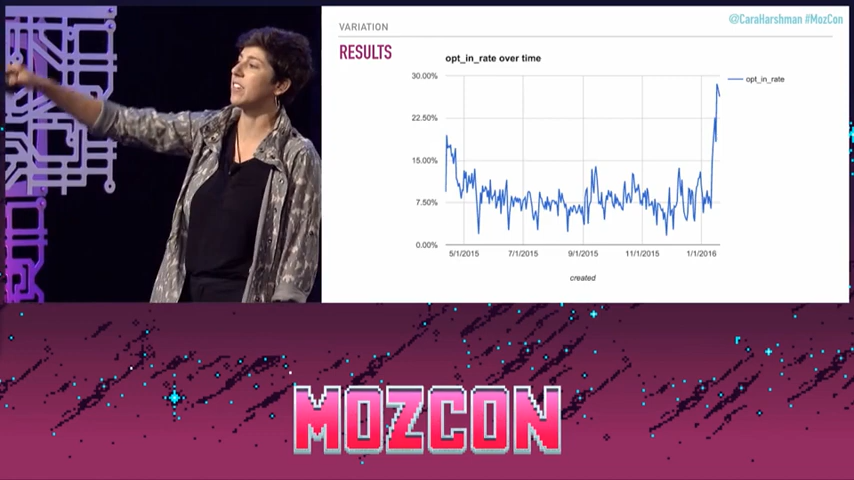 @CaraHarshman #MozCon
VARIATION
RESULTS
opt_in_rate over time
30.00%
22.50%
15.00%
7.50%
0.00%
opt_in_rate
5/1/2015 7/1/2015 9/1/2015 11/1/2015 1/1/2016
created
MOZCON